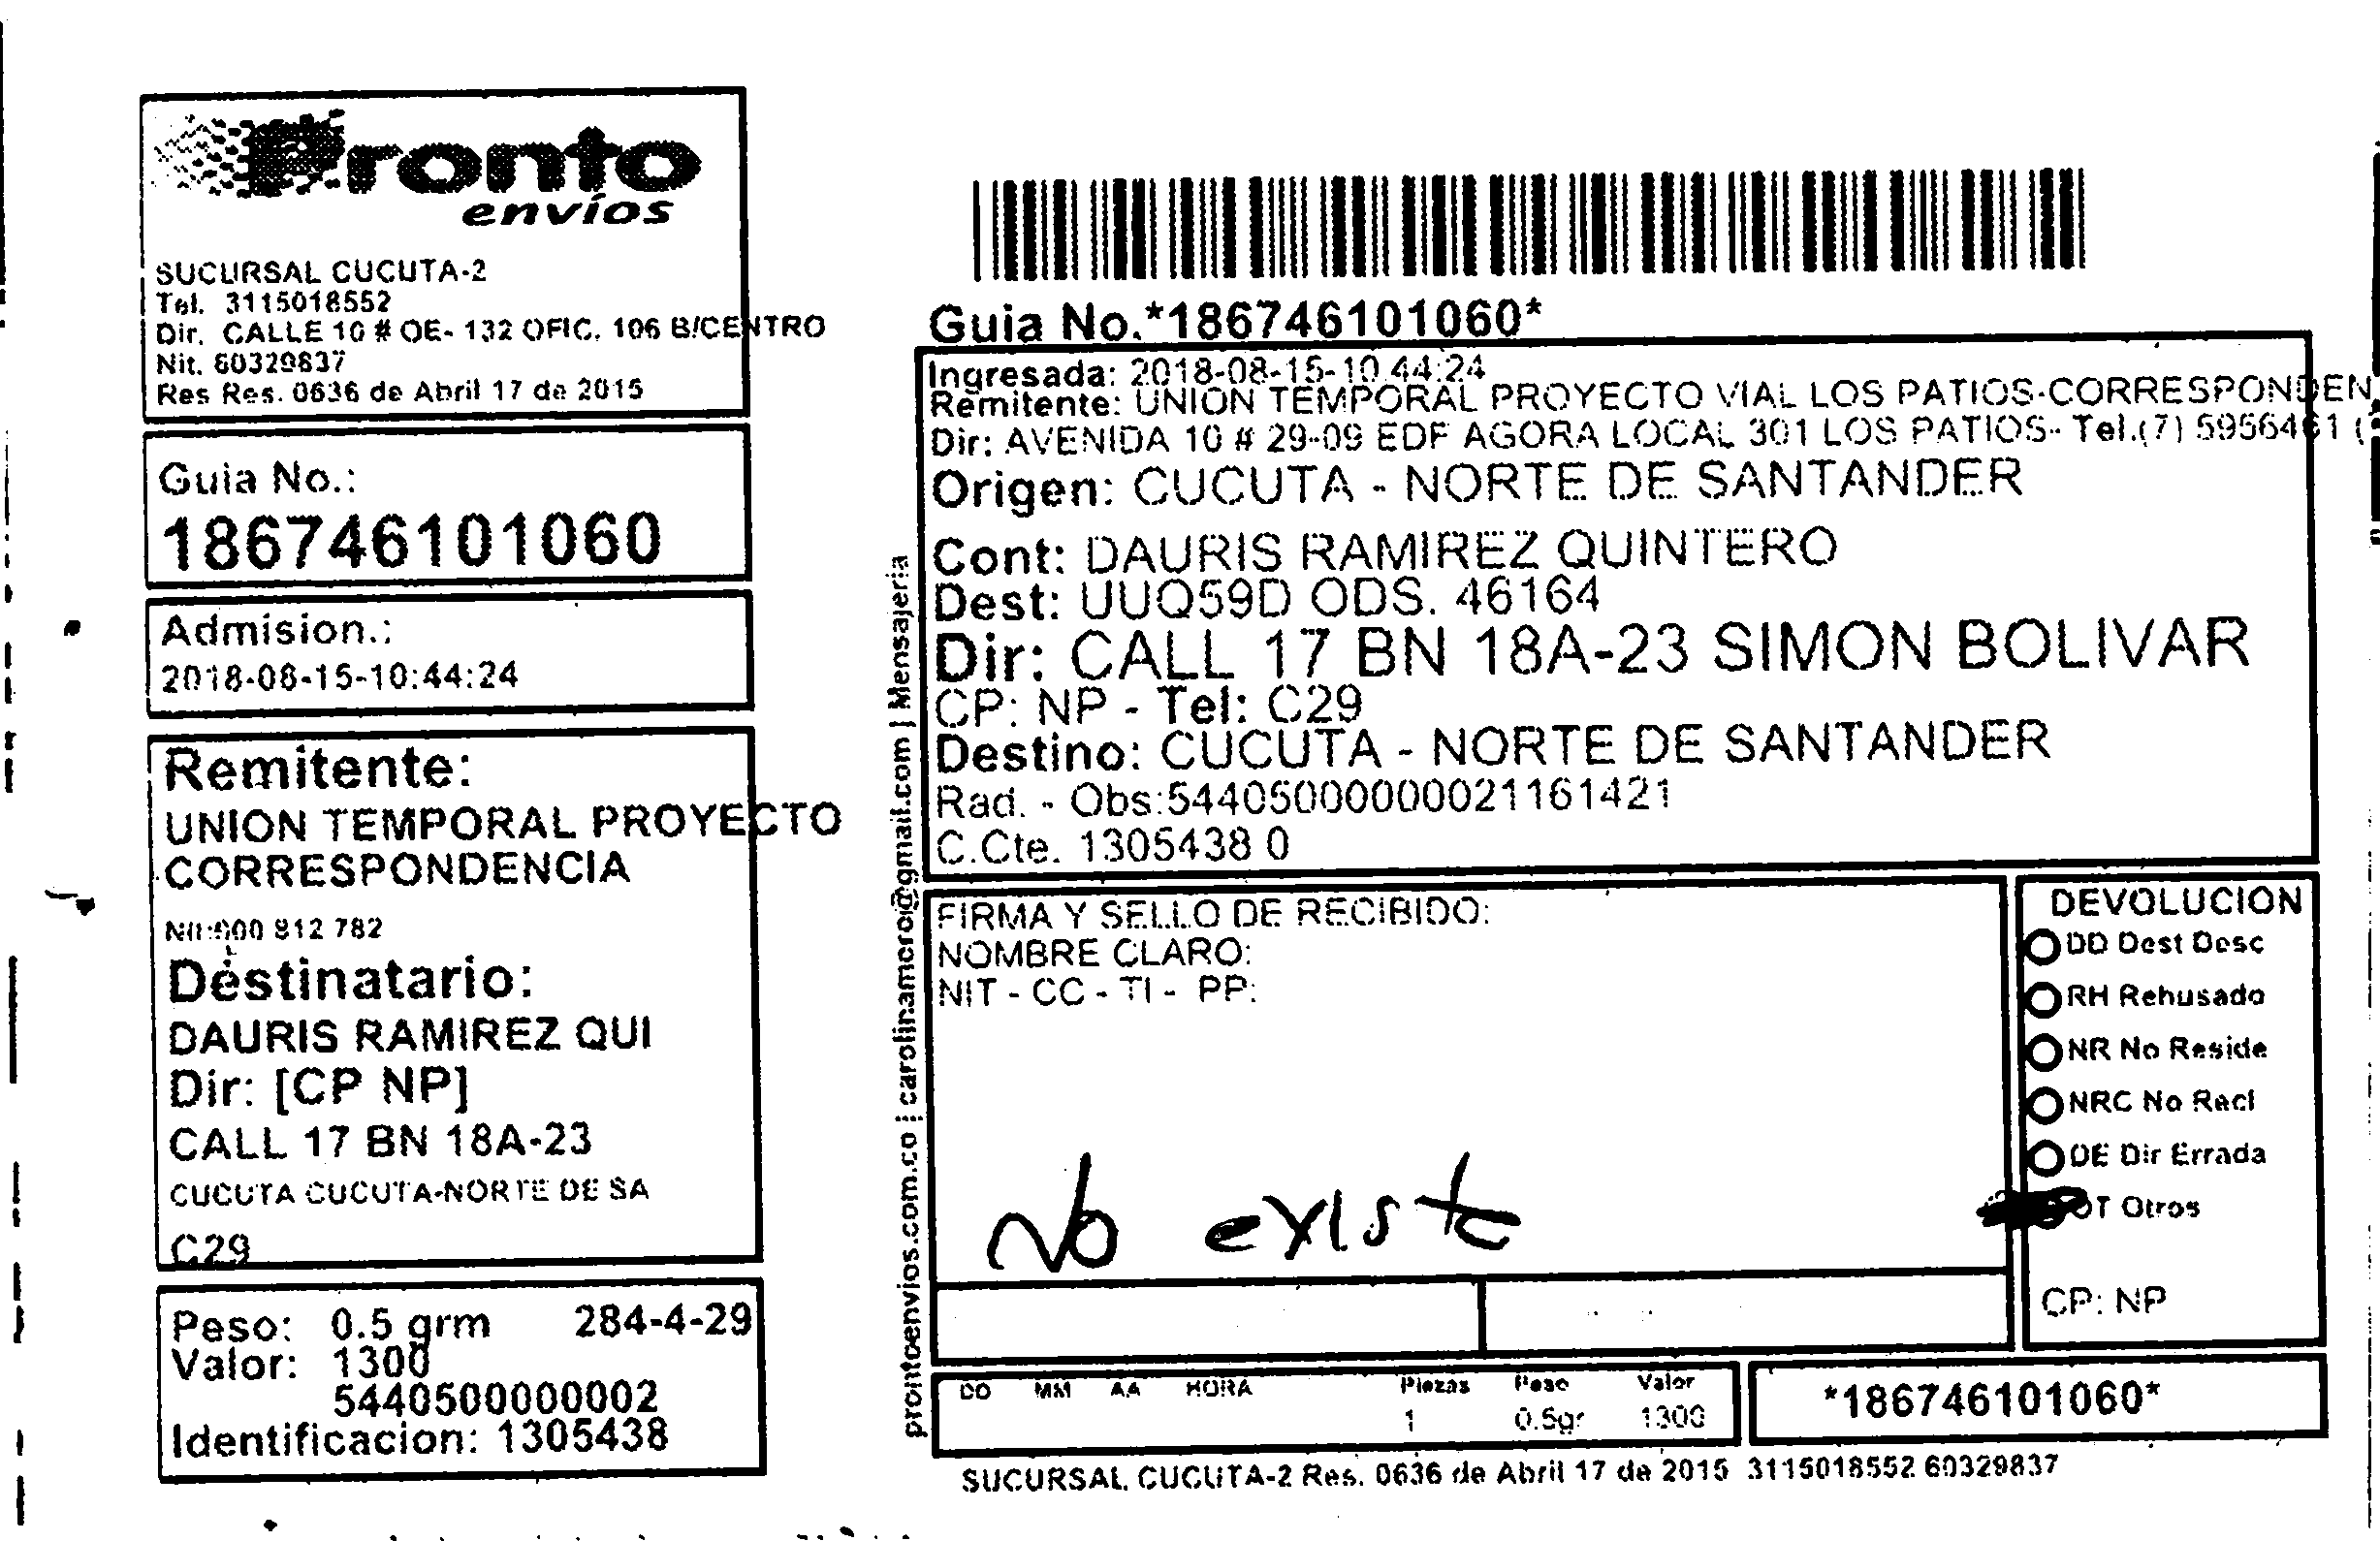 Pronto
envíos
SUCURSAL CUCUTA-2
Tel. 3115018552
Dir. CALLE 10 # OE- 132 OFIC. 106 B/CENTRO
Nit. 60329837
Res Res. 0636 de Abril 17 de 2015
Guia No.:
186746101060
Admision.:
2018-08-15-10:44:24
Remitente:
UNION TEMPORAL PROYECTO
CORRESPONDENCIA
812 782
Destinatario:
DAURIS RAMIREZ QUI
Dir: [CP NP]
CALL 17 BN 18A-23
CUCUTA CUCUTA-NORTE DE SA
C29
Peso: 0.5 grm 284-4-29
Valor: 1300
5440500000002
Identificacion: 1305438
prontoenvios.com.co | carolinamoro@gmail.com | Mensajeria
Guia No.*186746101060*
Ingresada: 2018-08-15-10:44:24
Remitente: UNION TEMPORAL PROYECTO VIAL LOS PATIOS-CORRESPONDEN
Dir: AVENIDA 10 # 29-09 EDF AGORA LOCAL 301 LOS PATIOS- Tel.(7) 5956461 (
Origen: CUCUTA - NORTE DE SANTANDER
Cont: DAURIS RAMIREZ QUINTERO
Dest: UUQ59D ODS. 46164
Dir: CALL 17 BN 18A-23 SIMON BOLIVAR
CP: NP - Tel: C29
Destino: CUCUTA - NORTE DE SANTANDER
Rad. - Obs:54405000000021161421
C.Cte. 1305438 0
FIRMA Y SELLO DE RECIBIDO:
NOMBRE CLARO:
NIT - CC - TI - PP:
No existe
DEVOLUCION
DD Dest Desc
RH Rehusado
NR No Reside
NRC No Recl
DE Dir Errada
OT Otros
CP: NP
DD MM AA HORA Piezas Peso Valor
1 0.5gr 1300
*186746101060*
SUCURSAL CUCUTA-2 Res. 0636 de Abril 17 de 2015 3115018552 60329837